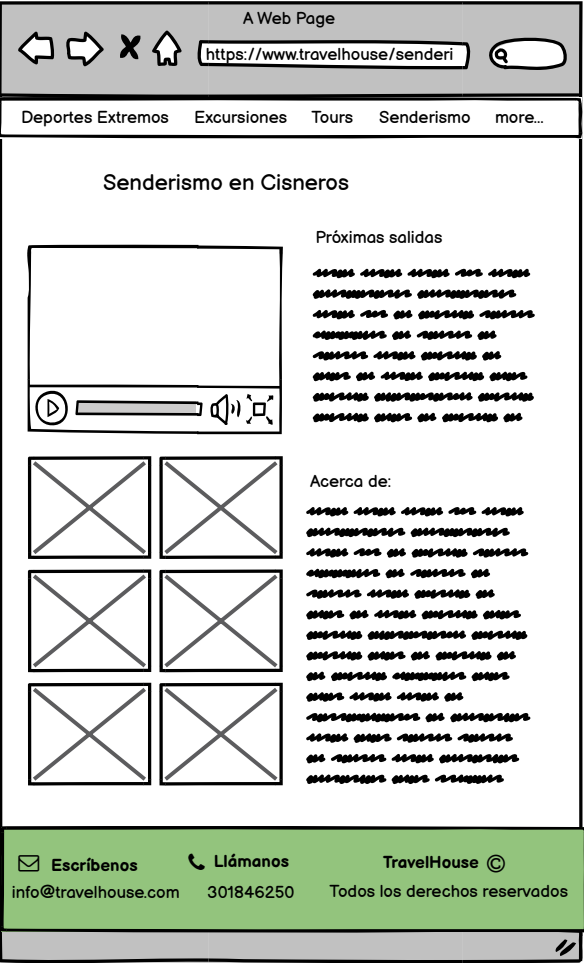 A Web Page
https://www.travelhouse/senderi
Deportes Extremos Excursiones Tours Senderismo more...
Senderismo en Cisneros
Próximas salidas
Acerca de:
Escríbenos
info@travelhouse.com
Llámanos
301846250
TravelHouse ©
Todos los derechos reservados